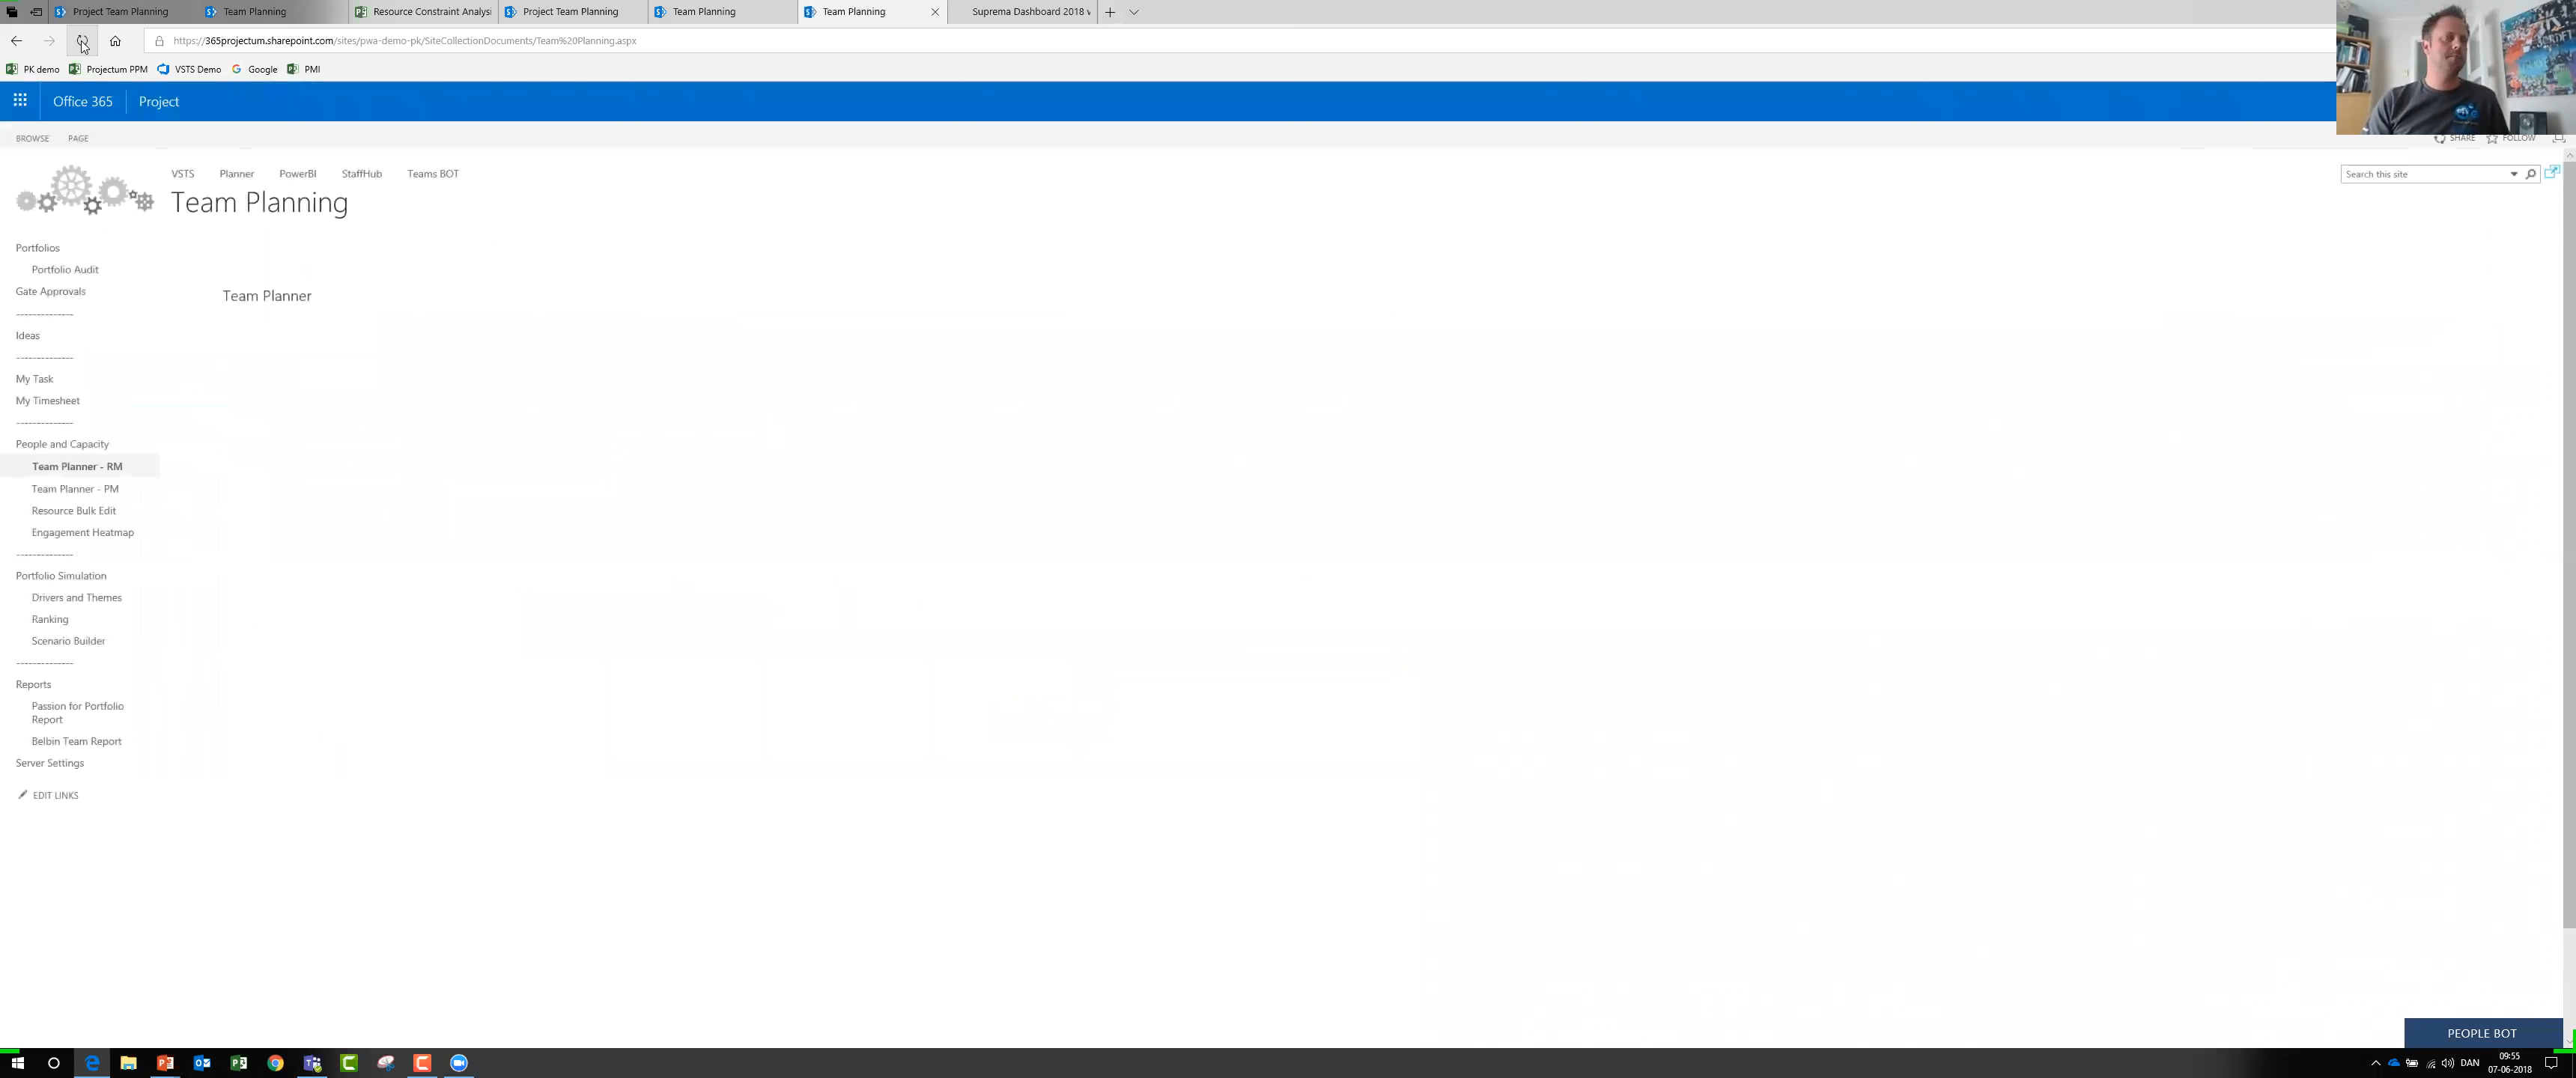 Project Team Planning
Team Planning
Resource Constraint Analysi
Project Team Planning
Team Planning
Team Planning
Suprema Dashboard 2018 v
https://365projectum.sharepoint.com/sites/pwa-demo-pk/SiteCollectionDocuments/Team%20Planning.aspx
PK demo
Projectum PPM
VSTS Demo
Google
PMI
Office 365
Project
BROWSE
PAGE
SHARE
FOLLOW
VSTS
Planner
PowerBI
StaffHub
Teams BOT
Search this site
Team Planning
Portfolios
Portfolio Audit
Gate Approvals
--------------
Ideas
--------------
My Task
My Timesheet
--------------
People and Capacity
Team Planner - RM
Team Planner - PM
Resource Bulk Edit
Engagement Heatmap
--------------
Portfolio Simulation
Drivers and Themes
Ranking
Scenario Builder
--------------
Reports
Passion for Portfolio
Report
Belbin Team Report
Server Settings
EDIT LINKS
Team Planner
PEOPLE BOT
DAN
09:55
07-06-2018